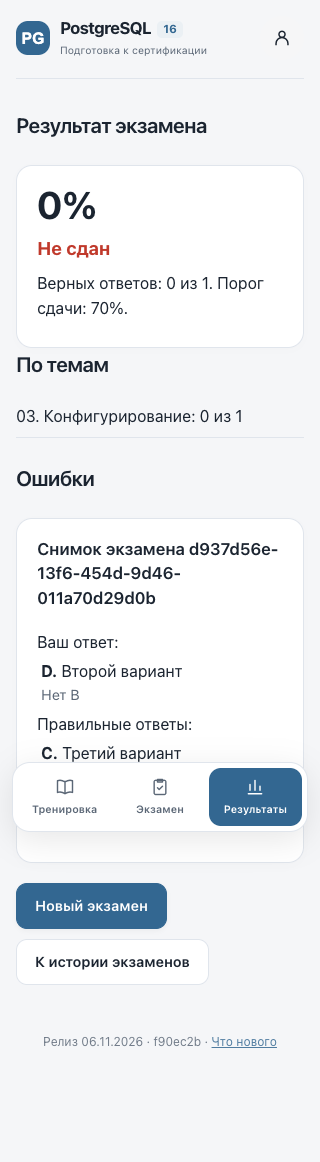 PG
PostgreSQL 16
Подготовка к сертификации
Результат экзамена
0%
Не сдан
Верных ответов: 0 из 1. Порог
сдачи: 70%.
По темам
03. Конфигурирование: 0 из 1
Ошибки
Снимок экзамена d937d56e-
13f6-454d-9d46-
011a70d29d0b
Ваш ответ:
D. Второй вариант
Нет B
Правильные ответы:
C. Третий вариант
Тренировка
Экзамен
Результаты
Новый экзамен
К истории экзаменов
Релиз 06.11.2026 · f90ec2b · Что нового